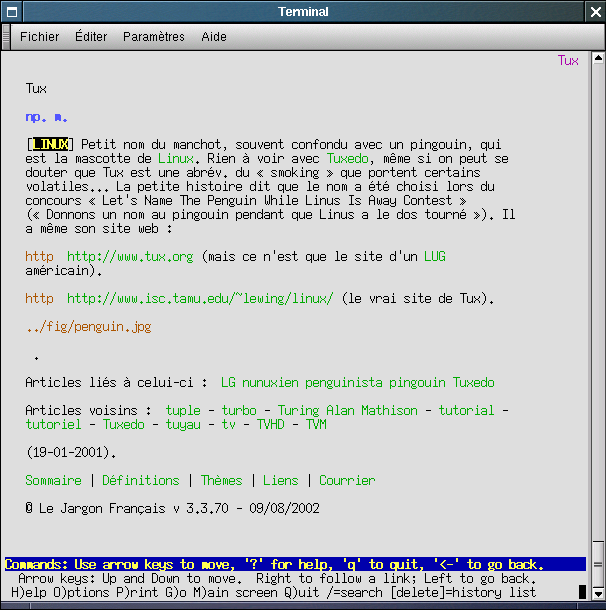 Terminal
Fichier Éditer Paramètres Aide
Tux
Tux
np. m.
[LINUX] Petit nom du manchot, souvent confondu avec un pingouin, qui
est la mascotte de Linux. Rien à voir avec Tuxedo, même si on peut se
douter que Tux est une abrév. du « smoking » que portent certains
volatiles... La petite histoire dit que le nom a été choisi lors du
concours « Let's Name The Penguin While Linus Is Away Contest »
(« Donnons un nom au pingouin pendant que Linus a le dos tourné »). Il
a même son site web :
http http://www.tux.org (mais ce n'est que le site d'un LUG
américain).
http http://www.isc.tamu.edu/~lewing/linux/ (le vrai site de Tux).
../fig/penguin.jpg
.
Articles liés à celui-ci : LG nunuxien penguinista pingouin Tuxedo
Articles voisins : tuple - turbo - Turing Alan Mathison - tutorial -
tutoriel - Tuxedo - tuyau - tv - TVHD - TVM
(19-01-2001).
Sommaire | Définitions | Thèmes | Liens | Courrier
© Le Jargon Français v 3.3.70 - 09/08/2002
Commands: Use arrow keys to move, '?' for help, 'q' to quit, '<-' to go back.
Arrow keys: Up and Down to move. Right to follow a link; Left to go back.
H)elp O)ptions P)rint G)o M)ain screen Q)uit /=search [delete]=history list